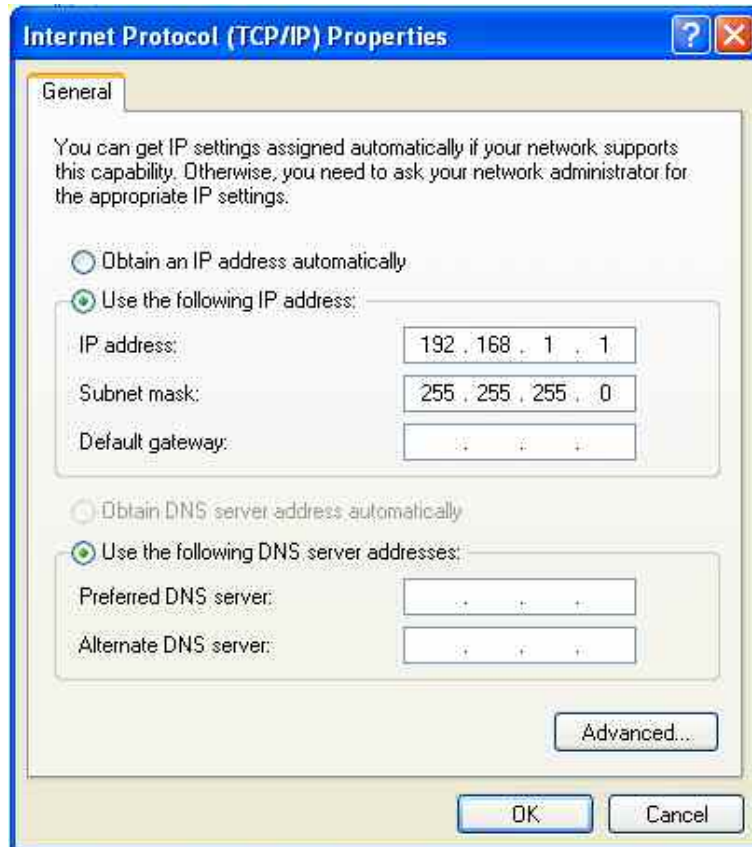 Internet Protocol (TCP/IP) Properties
General
You can get IP settings assigned automatically if your network supports
this capability. Otherwise, you need to ask your network administrator for
the appropriate IP settings.
Obtain an IP address automatically
Use the following IP address:
IP address: 192 . 168 . 1 . 1
Subnet mask: 255 . 255 . 255 . 0
Default gateway: . . .
Obtain DNS server address automatically
Use the following DNS server addresses:
Preferred DNS server: . . .
Alternate DNS server: . . .
Advanced...
OK Cancel